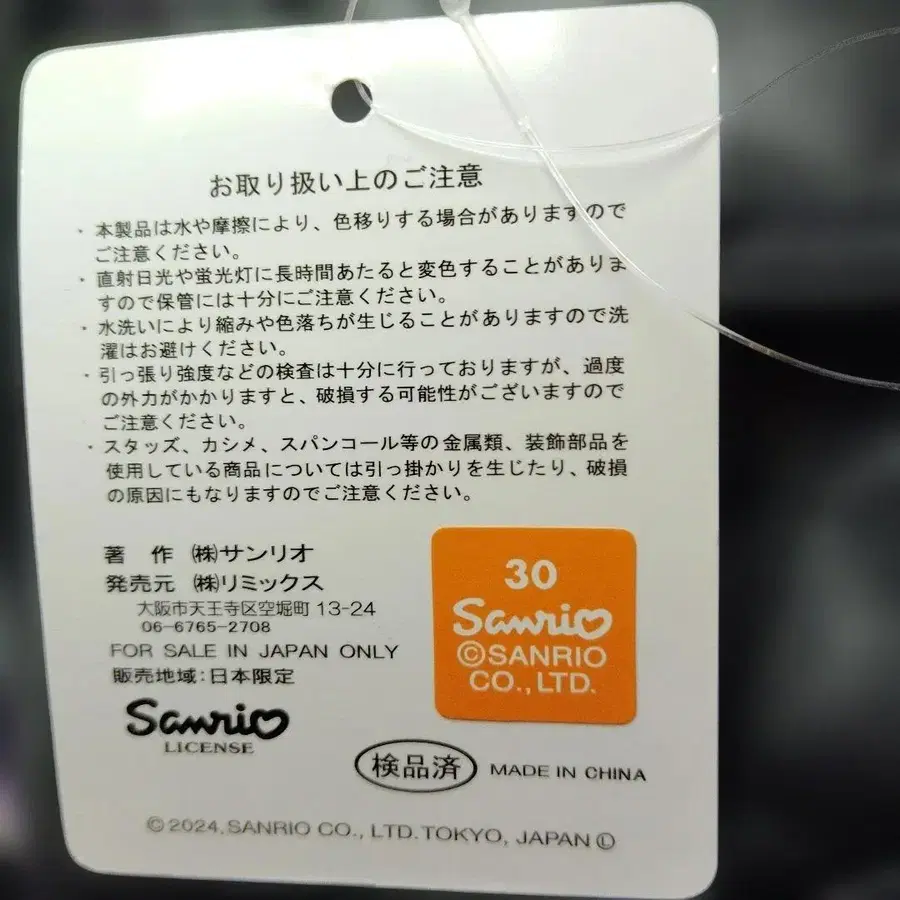 お取り扱い上のご注意
・本製品は水や摩擦により、色移りする場合がありますので
ご注意ください。
・直射日光や蛍光灯に長時間あたると変色することがありま
すので保管には十分にご注意ください。
・水洗いにより縮みや色落ちが生じることがありますので洗
濯はお避けください。
・引っ張り強度などの検査は十分に行っておりますが、過度
の外力がかかりますと、破損する可能性がございますので
ご注意ください。
・スタッズ、カシメ、スパンコール等の金属類、装飾部品を
使用している商品については引っ掛かりを生じたり、破損
の原因にもなりますのでご注意ください。
著 作 ㈱サンリオ
発売元 ㈱リミックス
大阪市天王寺区空堀町 13-24
06-6765-2708
FOR SALE IN JAPAN ONLY
販売地域:日本限定
Sanrio
LICENSE
30
Sanrio
©SANRIO
CO.,LTD.
検品済 MADE IN CHINA
©2024,SANRIO CO., LTD.TOKYO, JAPAN Ⓛ